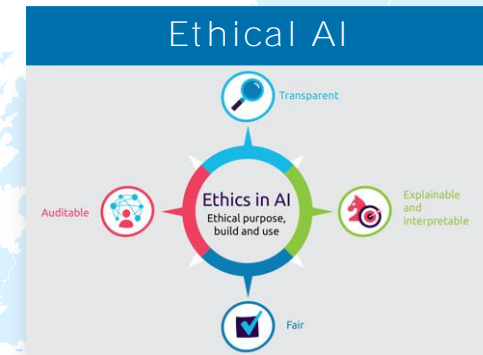 Ethical AI
Transparent
Ethics in AI
Ethical purpose,
build and use
Auditable
Explainable
and
interpretable
Fair